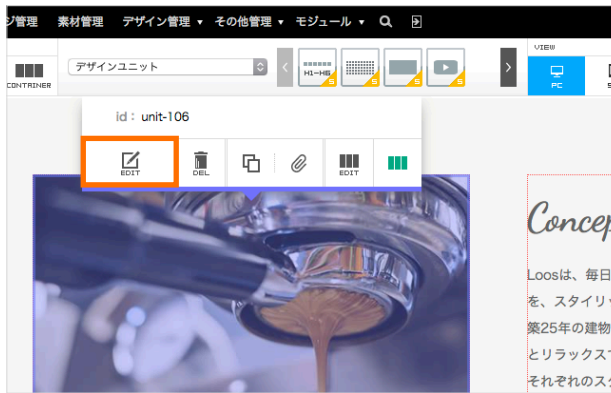 ジ管理 素材管理 デザイン管理 ▼ その他管理 ▼ モジュール ▼
VIEW
デザインユニット
CONTAINER
H1-H6
S
S
S
S
PC
S
id : unit-106
EDIT
DEL
EDIT
Concep
Loosは、毎日
を、スタイリッ
築25年の建物
とリラックスで
それぞれのスタ